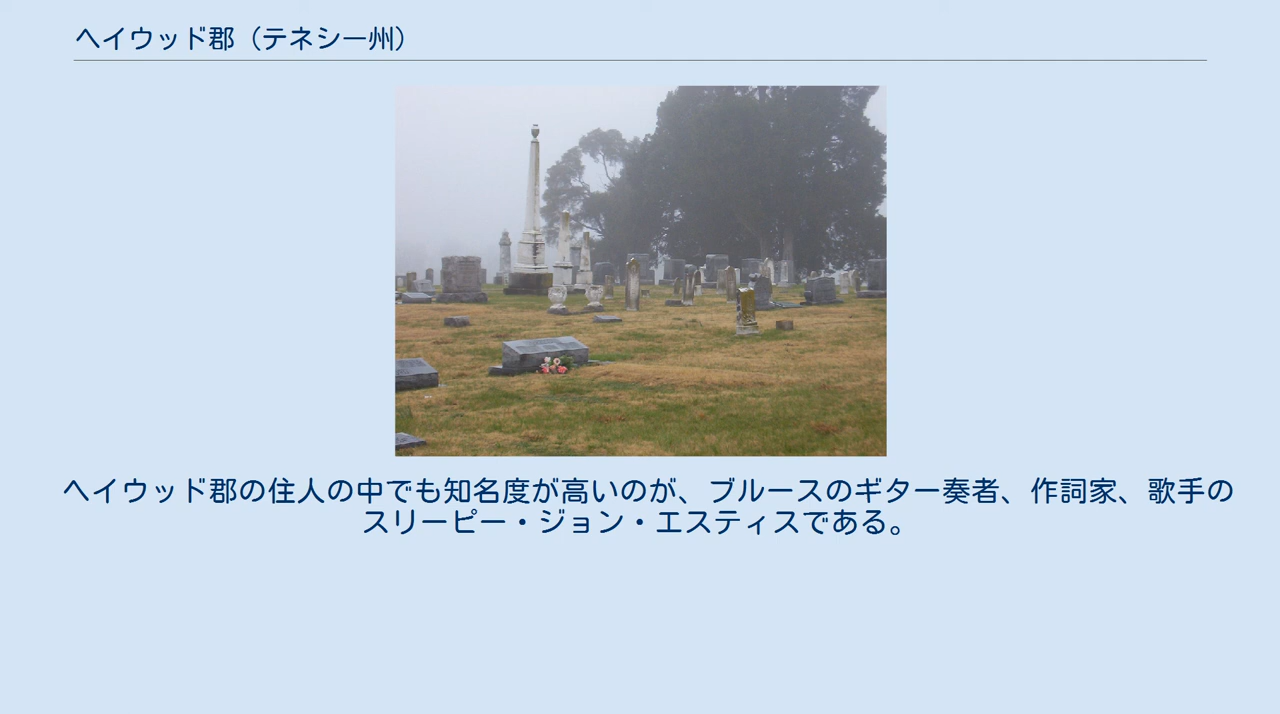 ヘイウッド郡（テネシー州）
ヘイウッド郡の住人の中でも知名度が高いのが、ブルースのギター奏者、作詞家、歌手の
スリーピー・ジョン・エスティスである。